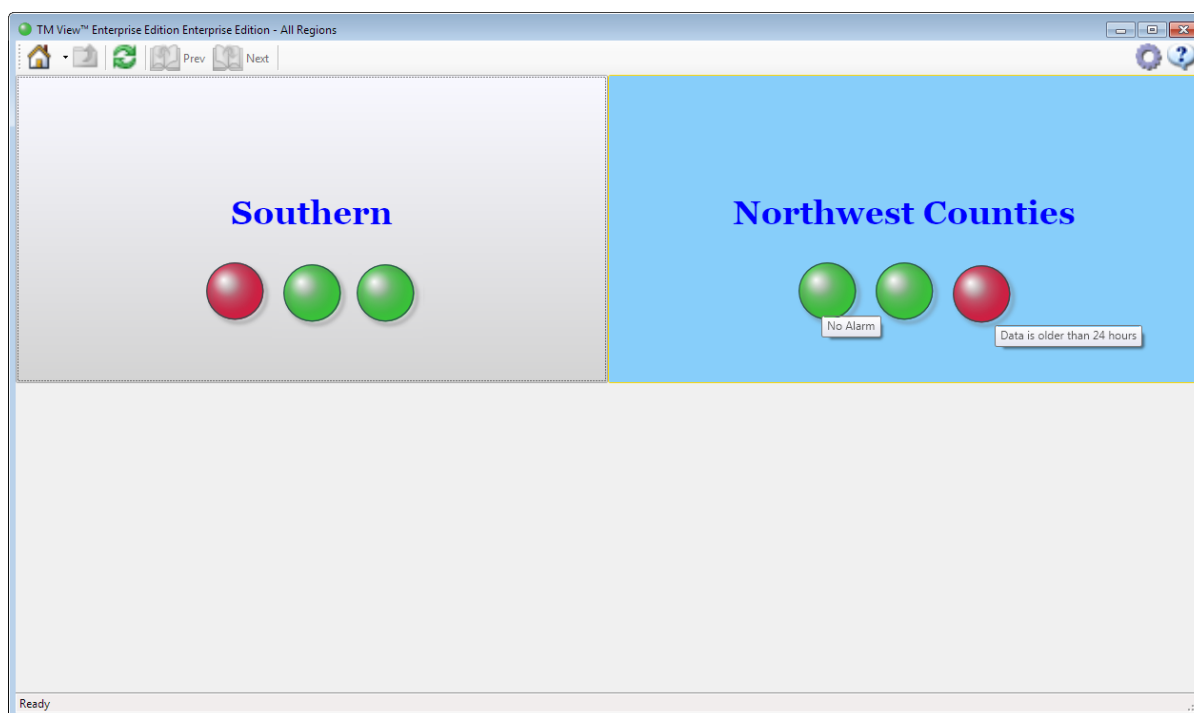 TM View™ Enterprise Edition Enterprise Edition - All Regions
Prev Next
Southern
Northwest Counties
No Alarm
Data is older than 24 hours
Ready